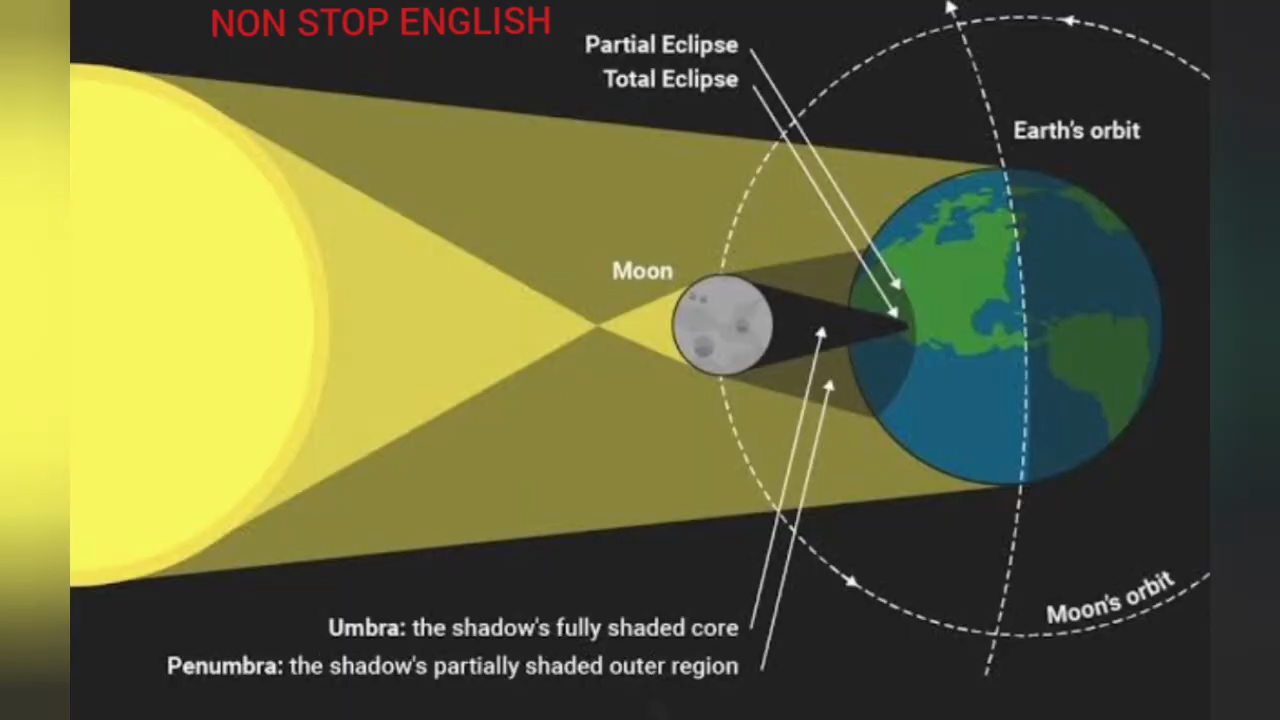 NON STOP ENGLISH
Partial Eclipse
Total Eclipse
Earth's orbit
Moon
Moon's orbit
Umbra: the shadow's fully shaded core
Penumbra: the shadow's partially shaded outer region